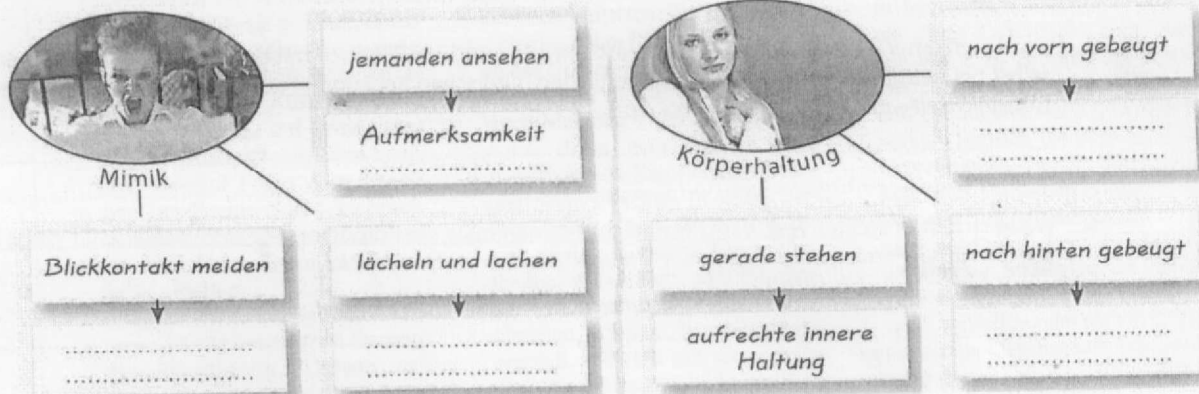 jemanden ansehen
Aufmerksamkeit
....................................
Mimik
Blickkontakt meiden
....................................
....................................
lächeln und lachen
....................................
....................................
Körperhaltung
nach vorn gebeugt
....................................
....................................
gerade stehen
aufrechte innere
Haltung
nach hinten gebeugt
....................................
....................................